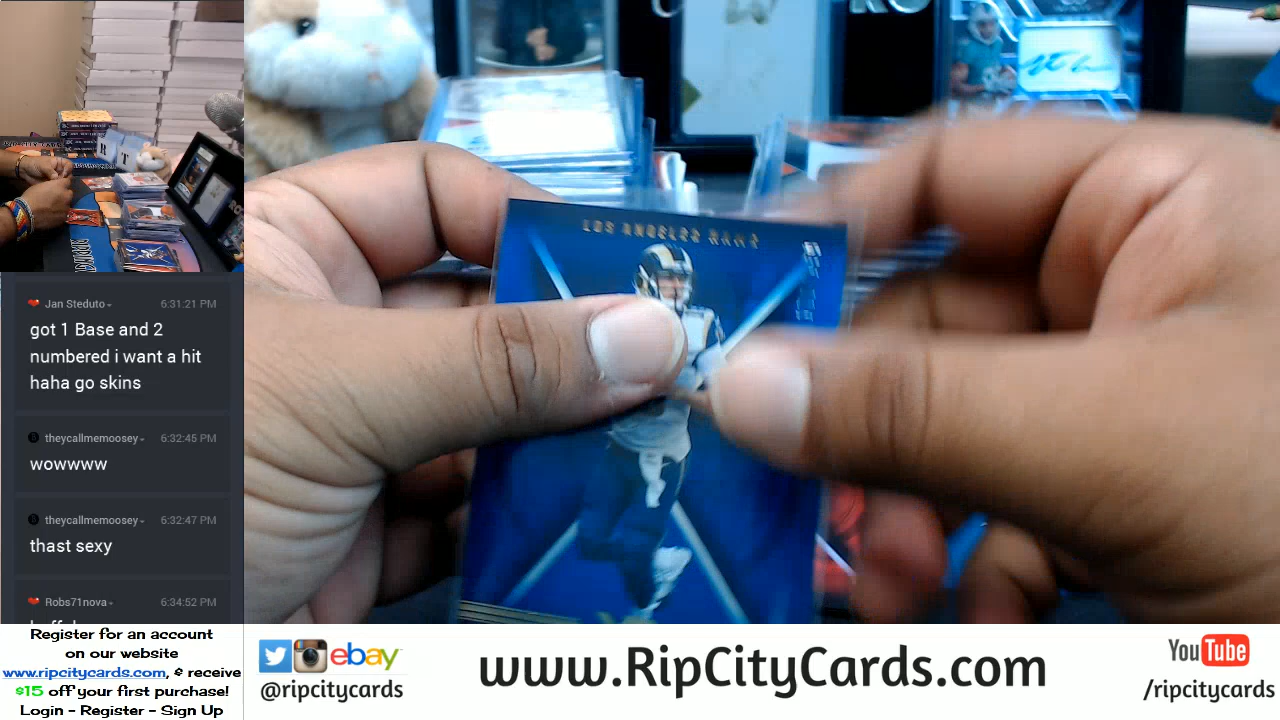 LOS ANGELES RAMS
Jan Steduto
6:31:21 PM
got 1 Base and 2
numbered i want a hit
haha go skins
theycallmemoosey
6:32:45 PM
wowwww
theycallmemoosey
6:32:47 PM
thast sexy
Robs71nova
6:34:52 PM
Register for an account
on our website
www.ripcitycards.com, & receive
$15 off your first purchase!
Login - Register - Sign Up
ebay
@ripcitycards
www.RipCityCards.com
YouTube
/ripcitycards